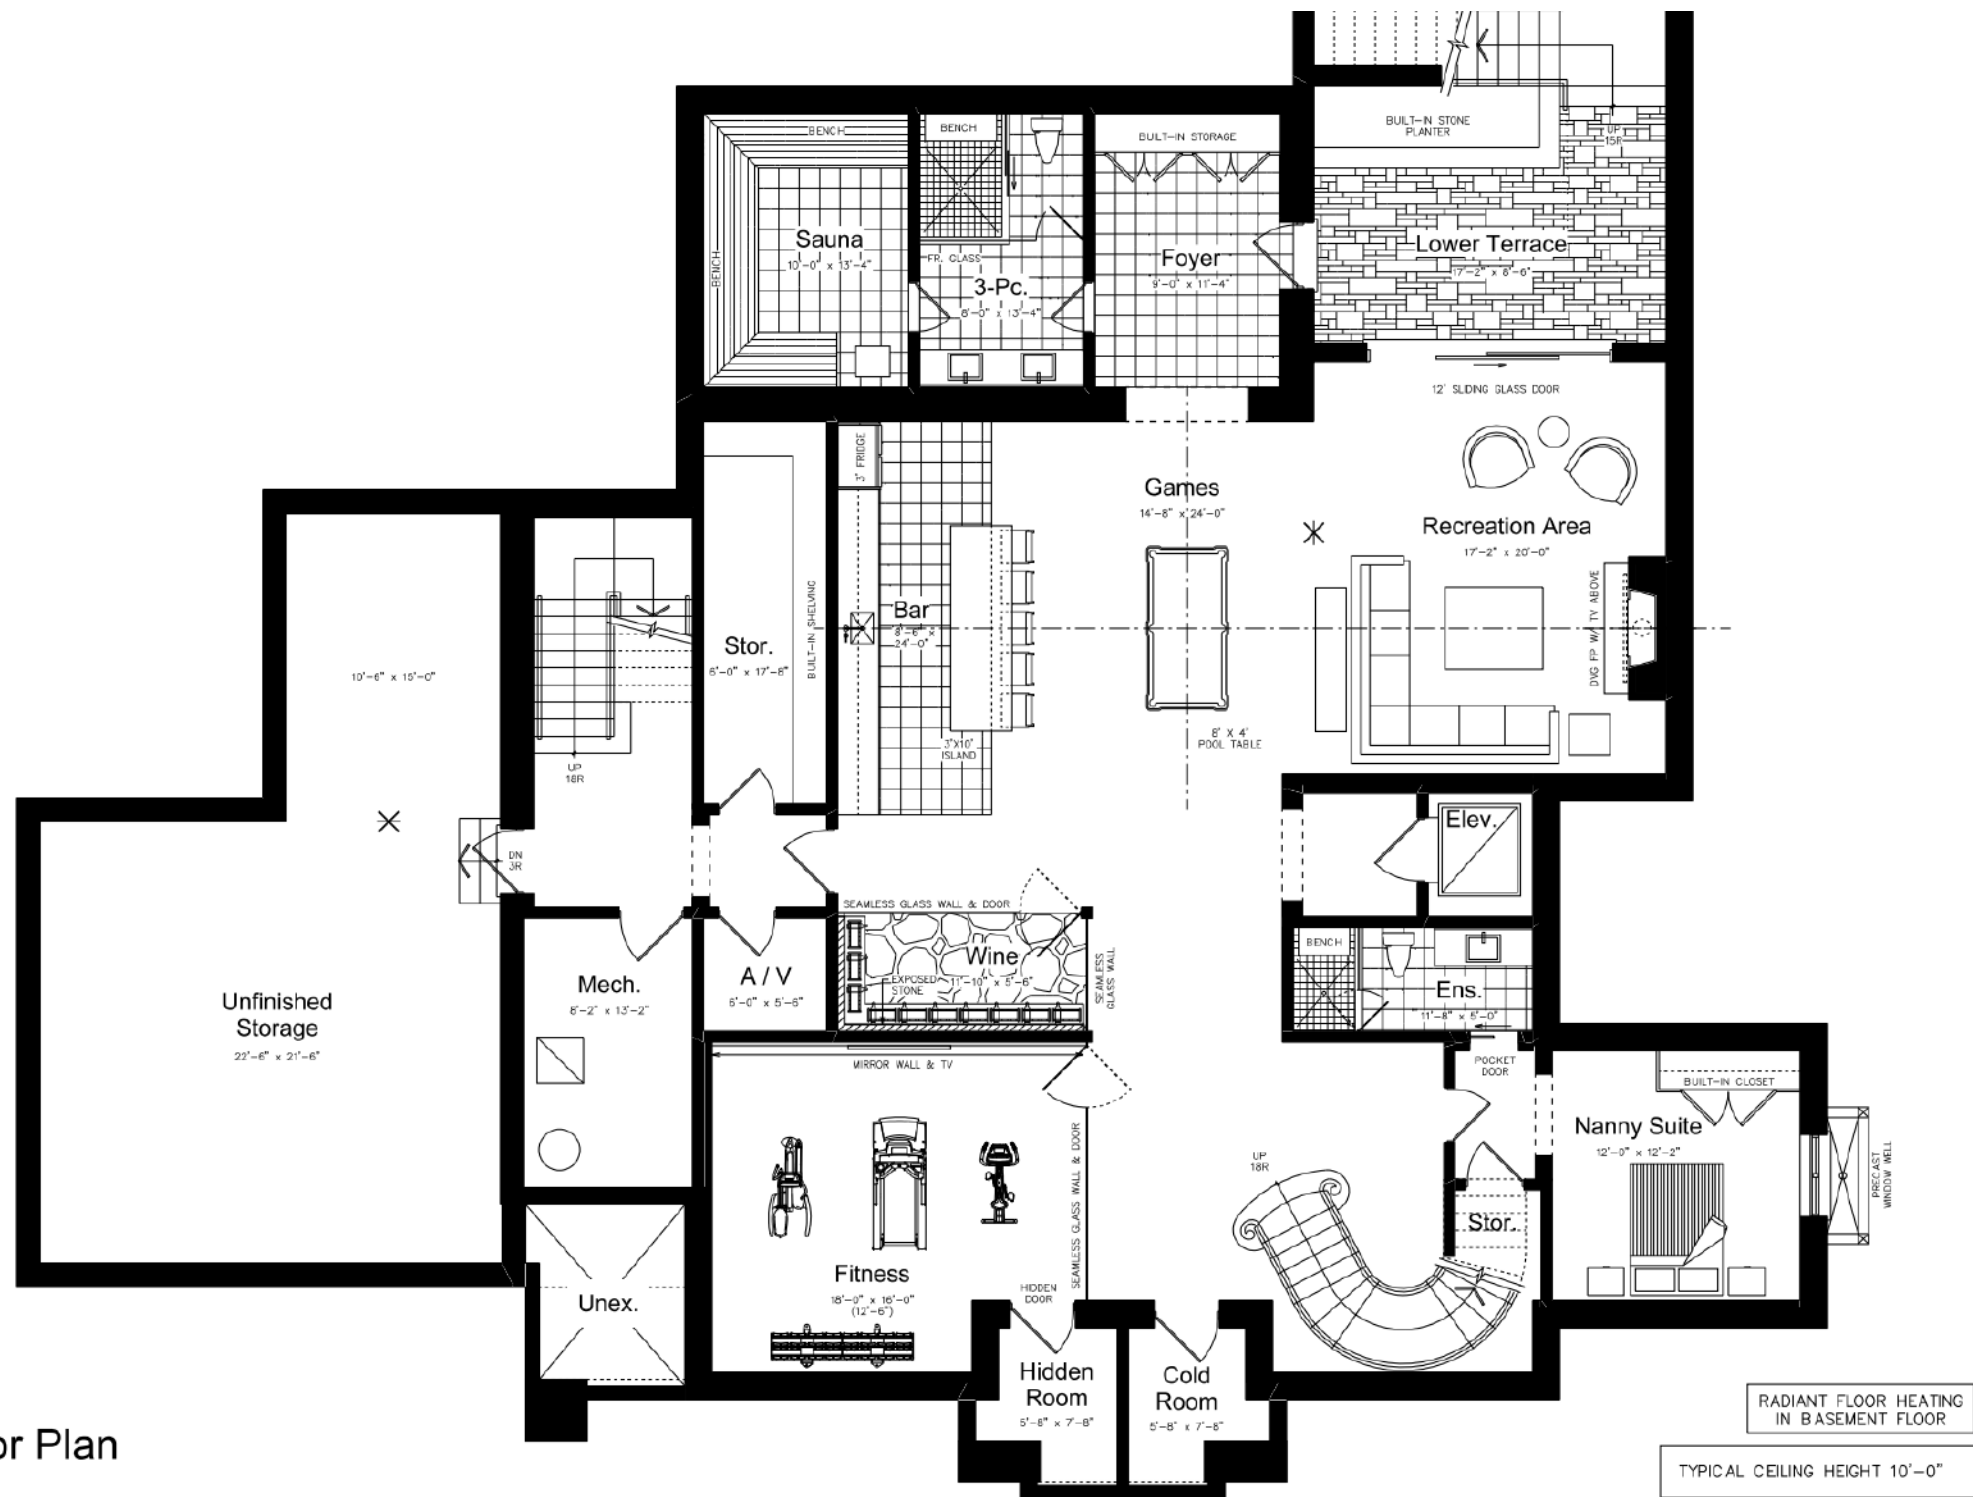 BUILT-IN STONE
PLANTER
UP
15R
BENCH
BENCH
BUILT-IN STORAGE
Sauna
10'-0" x 13'-4"
BENCH
FR. GLASS
3-Pc.
8'-0" x 13'-4"
Foyer
9'-0" x 11'-4"
Lower Terrace
17'-2" x 8'-6"
12' SLIDING GLASS DOOR
3' FRIDGE
Games
14'-8" x 24'-0"
Recreation Area
17'-2" x 20'-0"
BUILT-IN SHELVING
Bar
8'-6" x
24'-0"
DVG FP W/ TV ABOVE
Stor.
6'-0" x 17'-8"
10'-6" x 15'-0"
3'X10'
ISLAND
8' X 4'
POOL TABLE
UP
18R
Elev.
DN
3R
SEAMLESS GLASS WALL & DOOR
BENCH
Wine
11'-10" x 5'-6"
EXPOSED
STONE
SEAMLESS
GLASS WALL
Mech.
8'-2" x 13'-2"
A / V
6'-0" x 5'-6"
Ens.
11'-8" x 5'-0"
Unfinished
Storage
22'-6" x 21'-6"
MIRROR WALL & TV
POCKET
DOOR
BUILT-IN CLOSET
Nanny Suite
12'-0" x 12'-2"
PRECAST
WINDOW WELL
SEAMLESS GLASS WALL & DOOR
UP
18R
Stor.
Fitness
18'-0" x 16'-0"
(12'-6")
HIDDEN
DOOR
Unex.
Hidden
Room
5'-8" x 7'-8"
Cold
Room
5'-8" x 7'-8"
RADIANT FLOOR HEATING
IN BASEMENT FLOOR
or Plan
TYPICAL CEILING HEIGHT 10'-0"